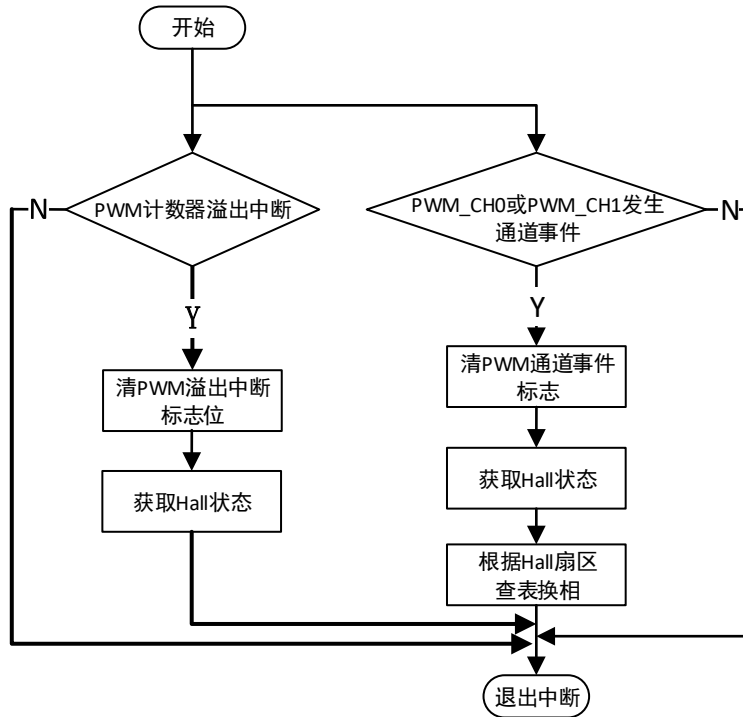 开始
N
PWM计数器溢出中断
PWM_CH0或PWM_CH1发生
通道事件
N
Y
Y
清PWM溢出中断
标志位
清PWM通道事件
标志
获取Hall状态
获取Hall状态
根据Hall扇区
查表换相
退出中断